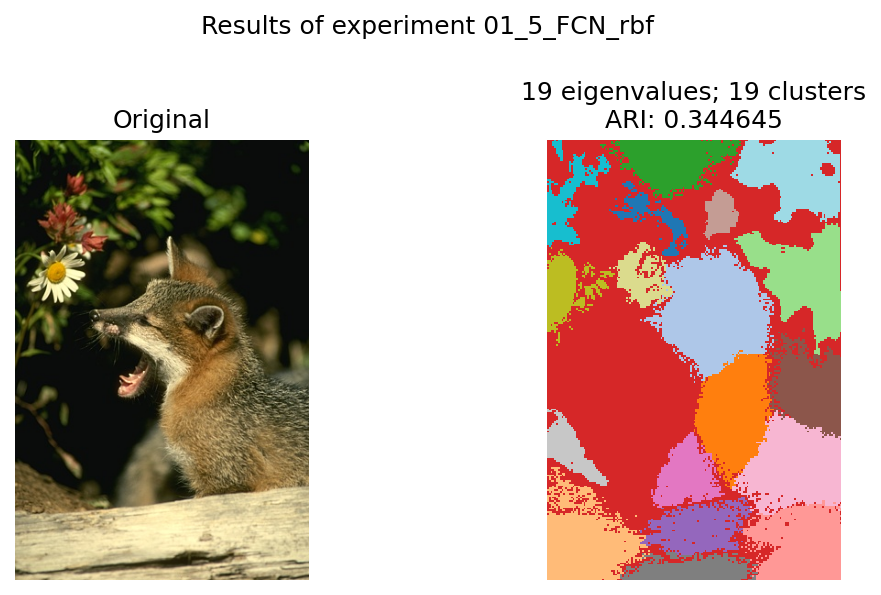 Results of experiment 01_5_FCN_rbf
Original
19 eigenvalues; 19 clusters
ARI: 0.344645